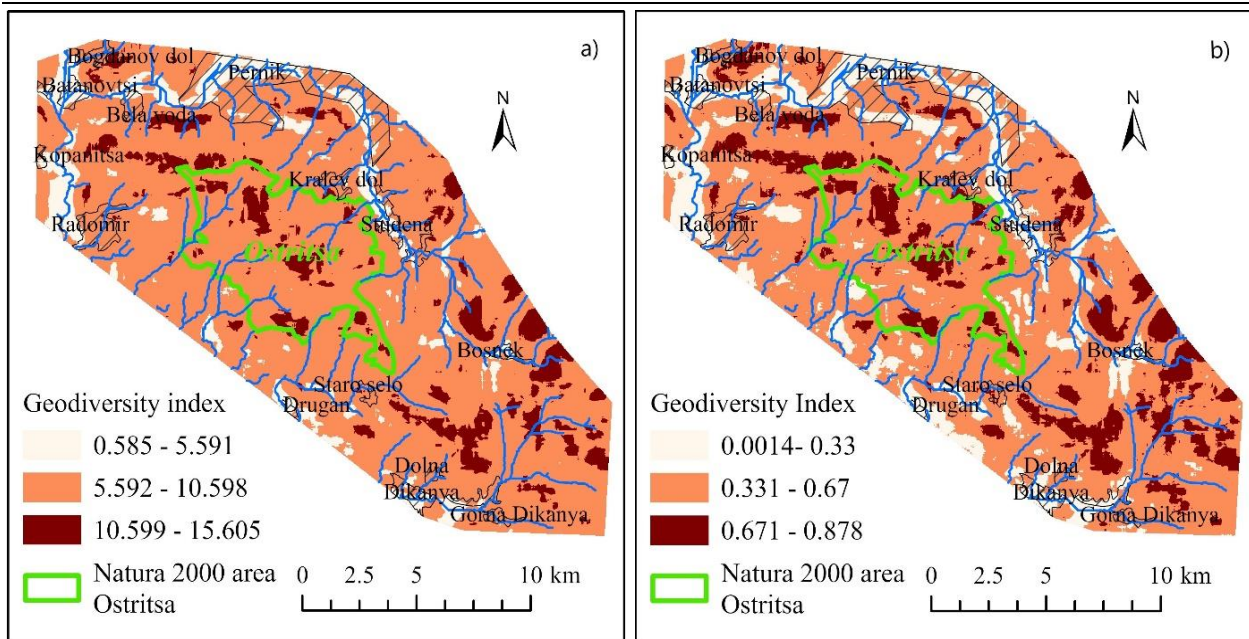 a)
Bogdanov dol
Batanovtsi
Pernik
Bela voda
N
Kopanitsa
Kralev dol
Radomir
Studena
Ostritsa
Bosnek
Staro selo
Drugan
Geodiversity index
0.585 - 5.591
5.592 - 10.598
10.599 - 15.605
Dolna
Dikanya
Gorna Dikanya
Natura 2000 area
Ostritsa
0 2.5 5 10 km
b)
Bogdanov dol
Batanovtsi
Pernik
Bela voda
N
Kopanitsa
Kralev dol
Radomir
Studena
Ostritsa
Bosnek
Staro selo
Drugan
Geodiversity Index
0.0014- 0.33
0.331 - 0.67
0.671 - 0.878
Dolna
Dikanya
Gorna Dikanya
Natura 2000 area
Ostritsa
0 2.5 5 10 km